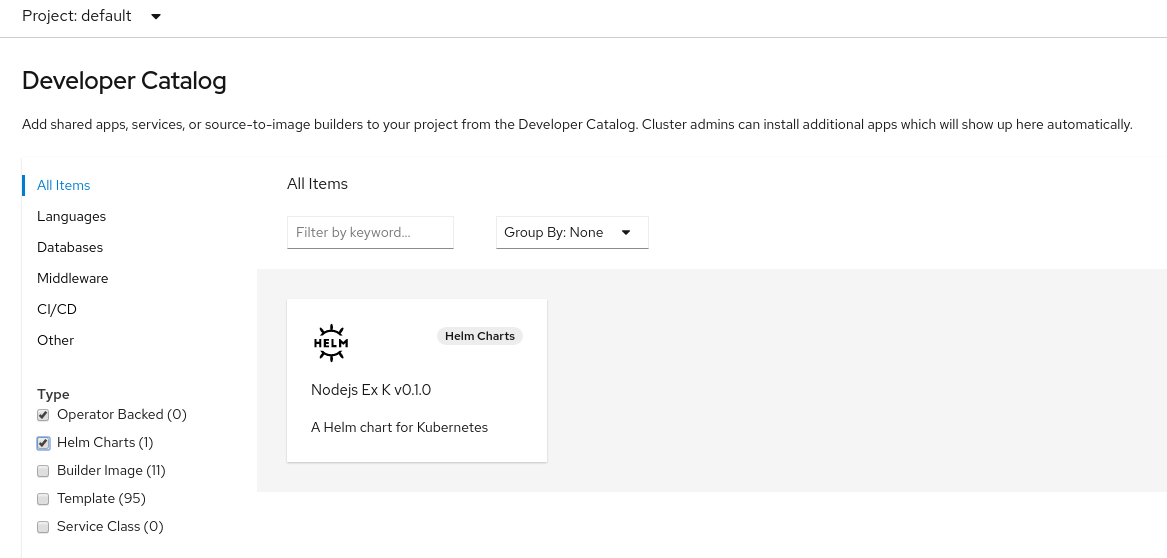 Project: default
Developer Catalog
Add shared apps, services, or source-to-image builders to your project from the Developer Catalog. Cluster admins can install additional apps which will show up here automatically.
All Items
Languages
Databases
Middleware
CI/CD
Other
Type
Operator Backed (0)
Helm Charts (1)
Builder Image (11)
Template (95)
Service Class (0)
All Items
Filter by keyword...
Group By: None
HELM
Helm Charts
Nodejs Ex K v0.1.0
A Helm chart for Kubernetes